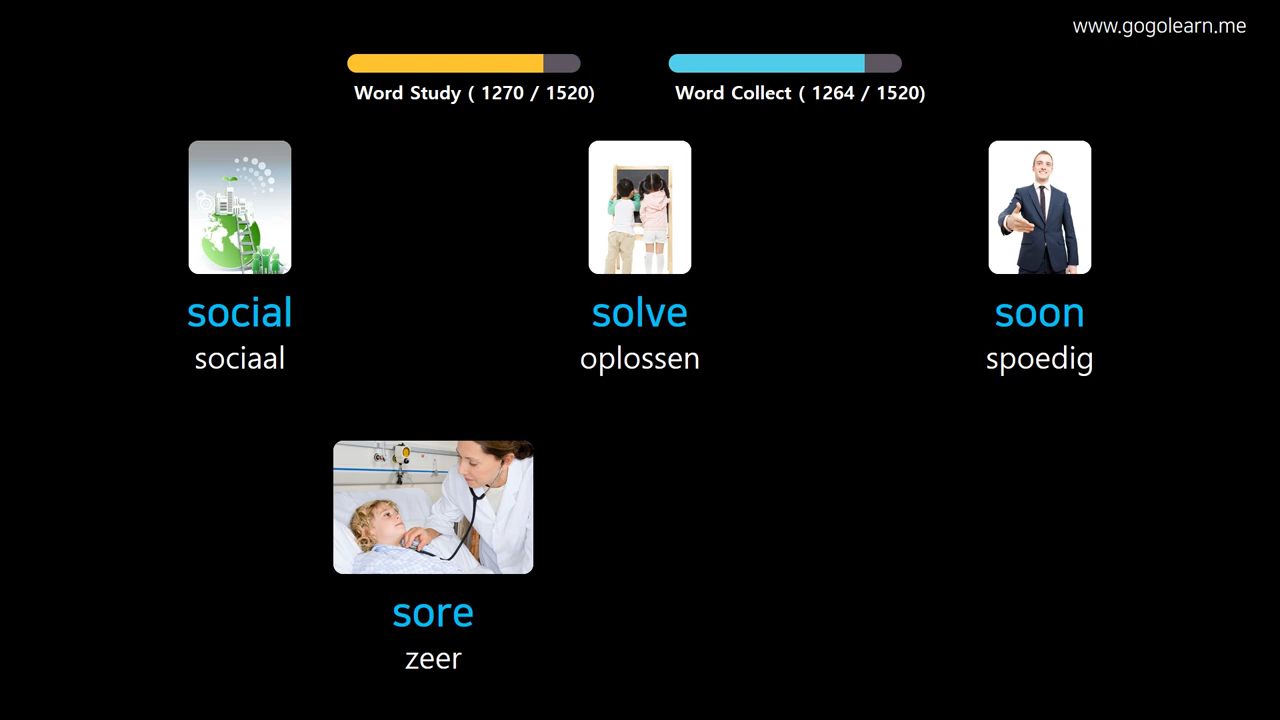 www.gogolearn.me
Word Study ( 1270 / 1520)
Word Collect ( 1264 / 1520)
social
sociaal
solve
oplossen
soon
spoedig
sore
zeer